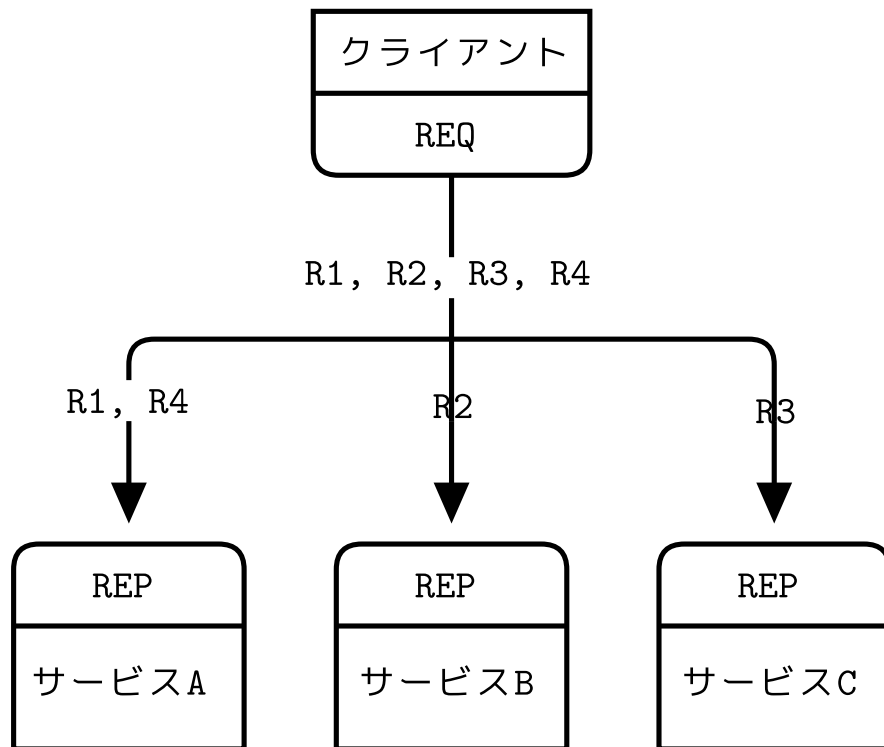 クライアント
REQ
R1, R2, R3, R4
R1, R4
R2
R3
REP
REP
REP
サービスA
サービスB
サービスC